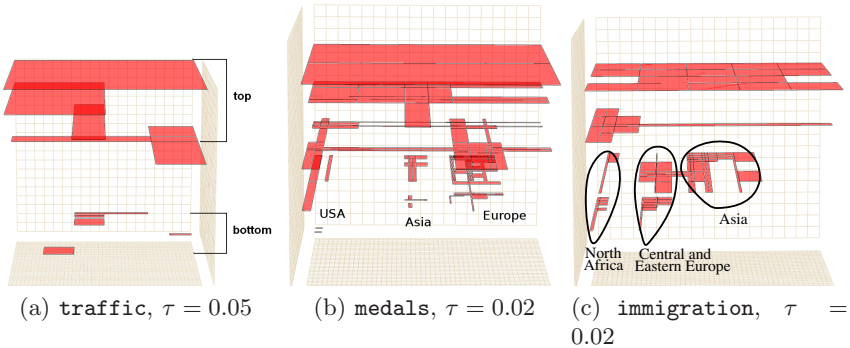 top
bottom
USA
Asia
Europe
North
Africa
Central and
Eastern Europe
Asia
(a) traffic, τ = 0.05
(b) medals, τ = 0.02
(c) immigration, τ =
0.02